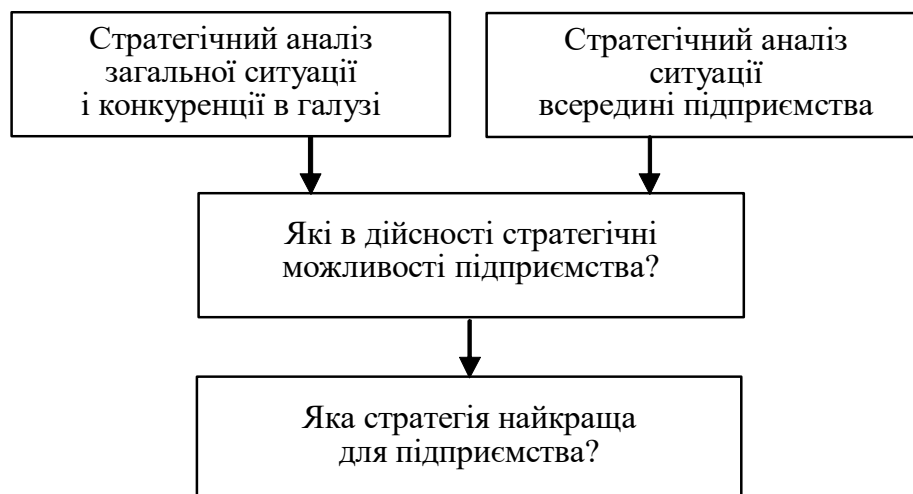 Стратегічний аналіз
загальної ситуації
і конкуренції в галузі
Стратегічний аналіз
ситуації
всередині підприємства
Які в дійсності стратегічні
можливості підприємства?
Яка стратегія найкраща
для підприємства?